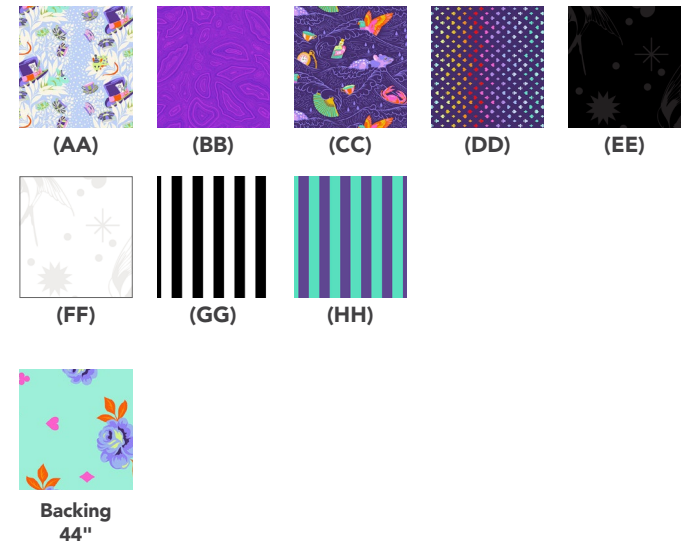 (AA)
(BB)
(CC)
(DD)
(EE)
(FF)
(GG)
(HH)
Backing
44"